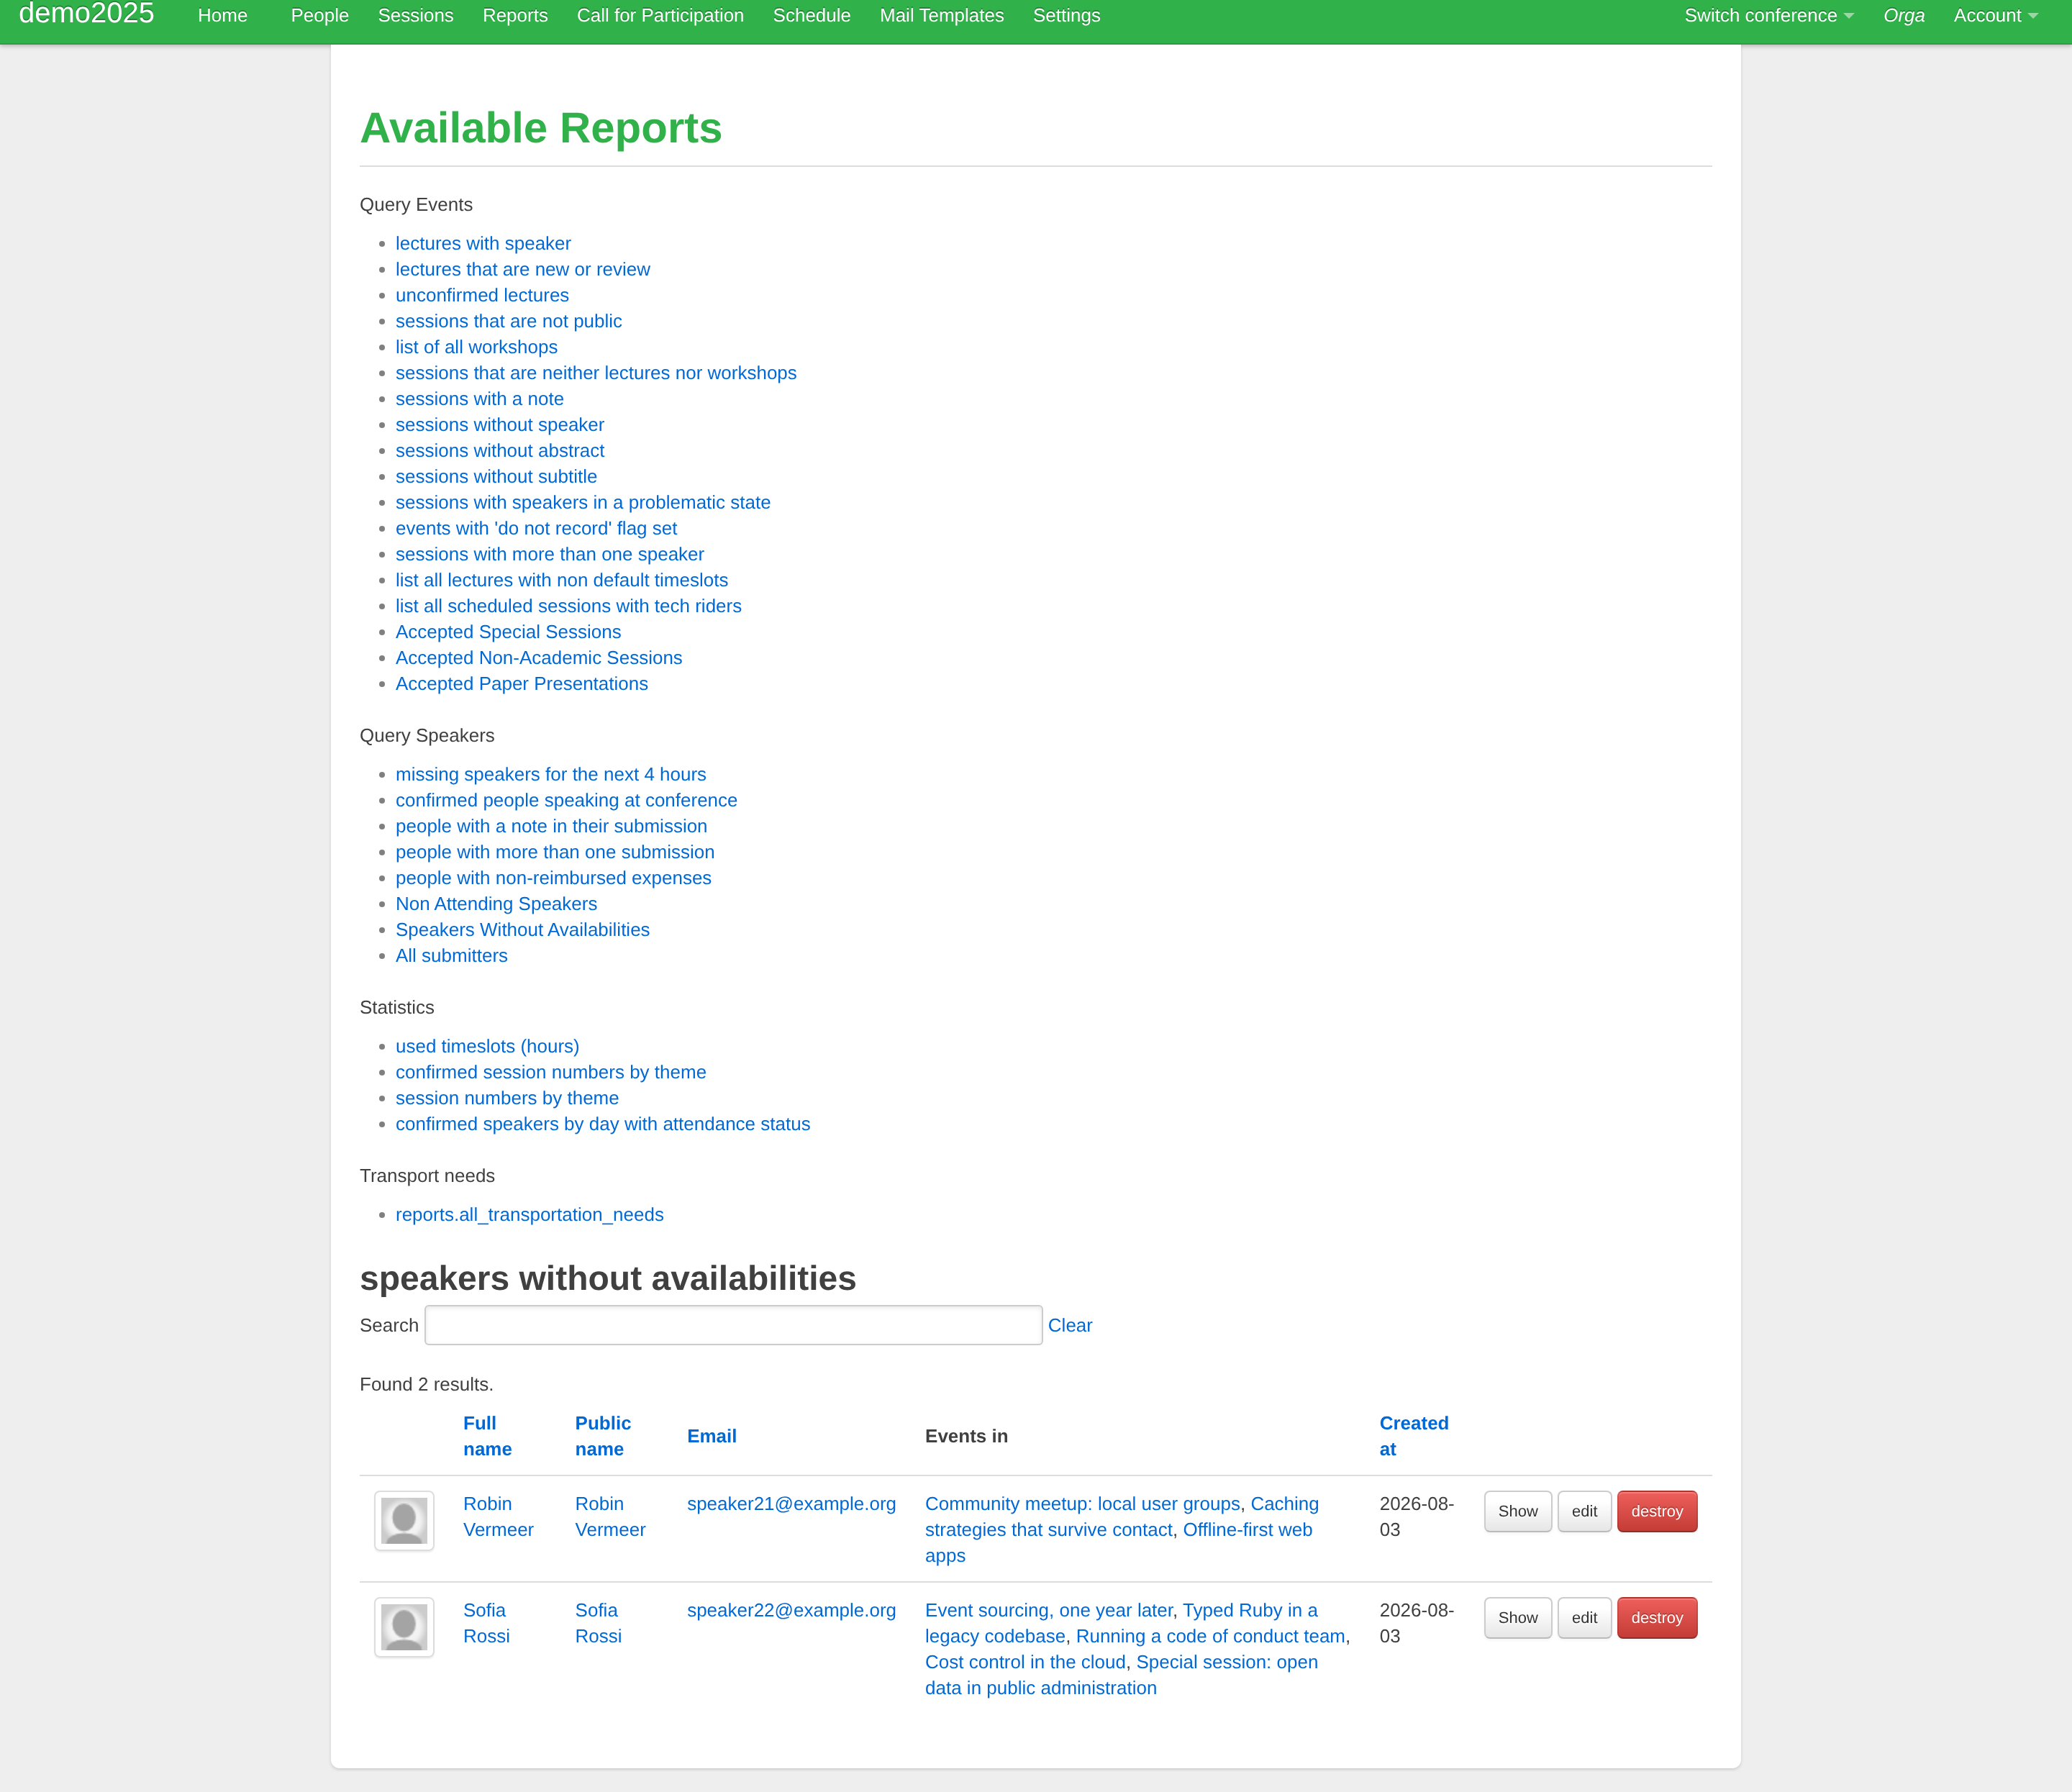 demo2025 Home People Sessions Reports Call for Participation Schedule Mail Templates Settings Switch conference Orga Account
Available Reports
Query Events
lectures with speaker
lectures that are new or review
unconfirmed lectures
sessions that are not public
list of all workshops
sessions that are neither lectures nor workshops
sessions with a note
sessions without speaker
sessions without abstract
sessions without subtitle
sessions with speakers in a problematic state
events with 'do not record' flag set
sessions with more than one speaker
list all lectures with non default timeslots
list all scheduled sessions with tech riders
Accepted Special Sessions
Accepted Non-Academic Sessions
Accepted Paper Presentations
Query Speakers
missing speakers for the next 4 hours
confirmed people speaking at conference
people with a note in their submission
people with more than one submission
people with non-reimbursed expenses
Non Attending Speakers
Speakers Without Availabilities
All submitters
Statistics
used timeslots (hours)
confirmed session numbers by theme
session numbers by theme
confirmed speakers by day with attendance status
Transport needs
reports.all_transportation_needs
speakers without availabilities
Search Clear
Found 2 results.
Full name Public name Email Events in Created at
Robin Vermeer Robin Vermeer speaker21@example.org Community meetup: local user groups, Caching strategies that survive contact, Offline-first web apps 2026-08-03 Show edit destroy
Sofia Rossi Sofia Rossi speaker22@example.org Event sourcing, one year later, Typed Ruby in a legacy codebase, Running a code of conduct team, Cost control in the cloud, Special session: open data in public administration 2026-08-03 Show edit destroy